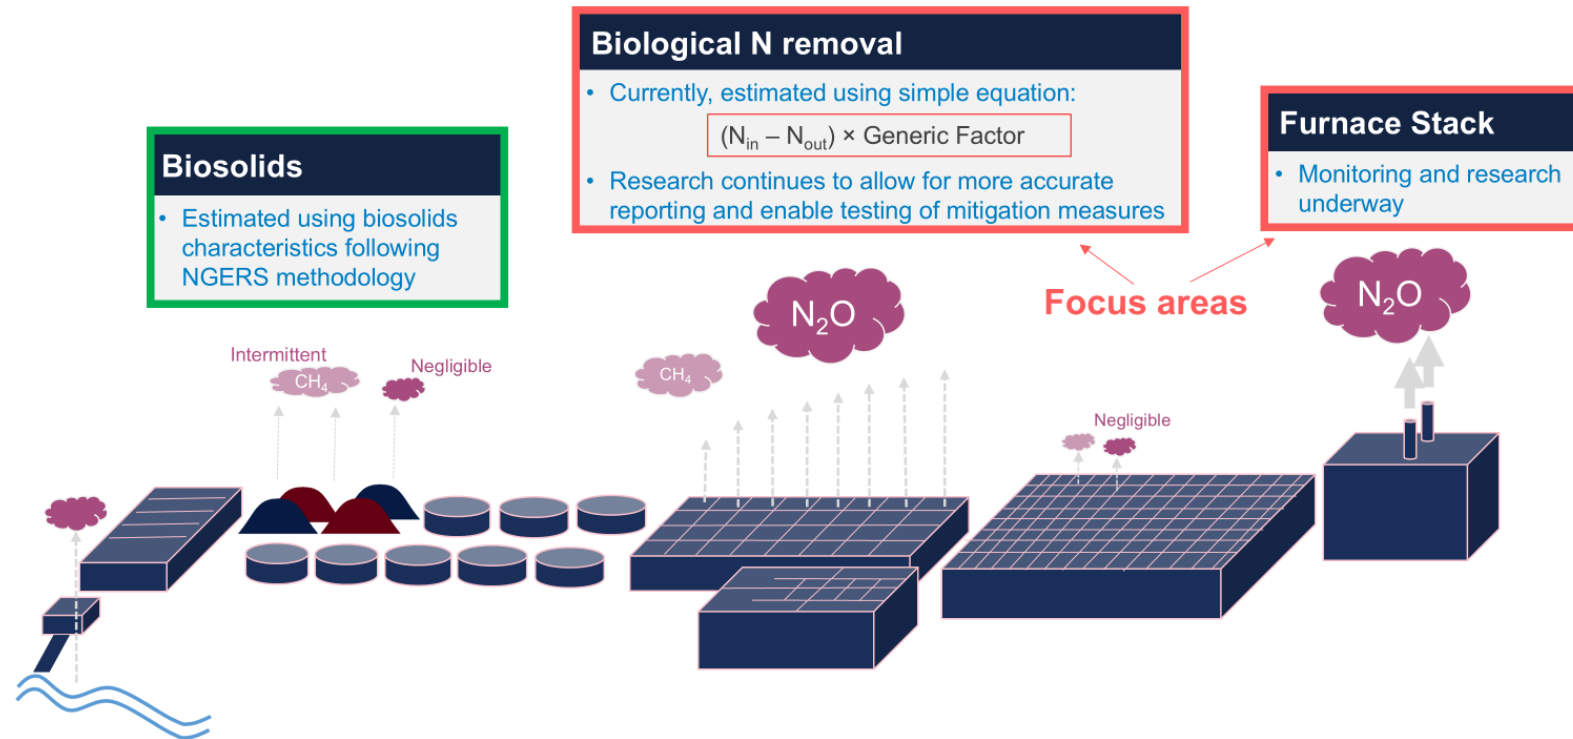 Biological N removal
• Currently, estimated using simple equation:
(N_in – N_out) × Generic Factor
• Research continues to allow for more accurate
reporting and enable testing of mitigation measures
Furnace Stack
• Monitoring and research
underway
Biosolids
• Estimated using biosolids
characteristics following
NGERS methodology
Focus areas
N₂O
N₂O
Intermittent
CH₄
Negligible
CH₄
Negligible